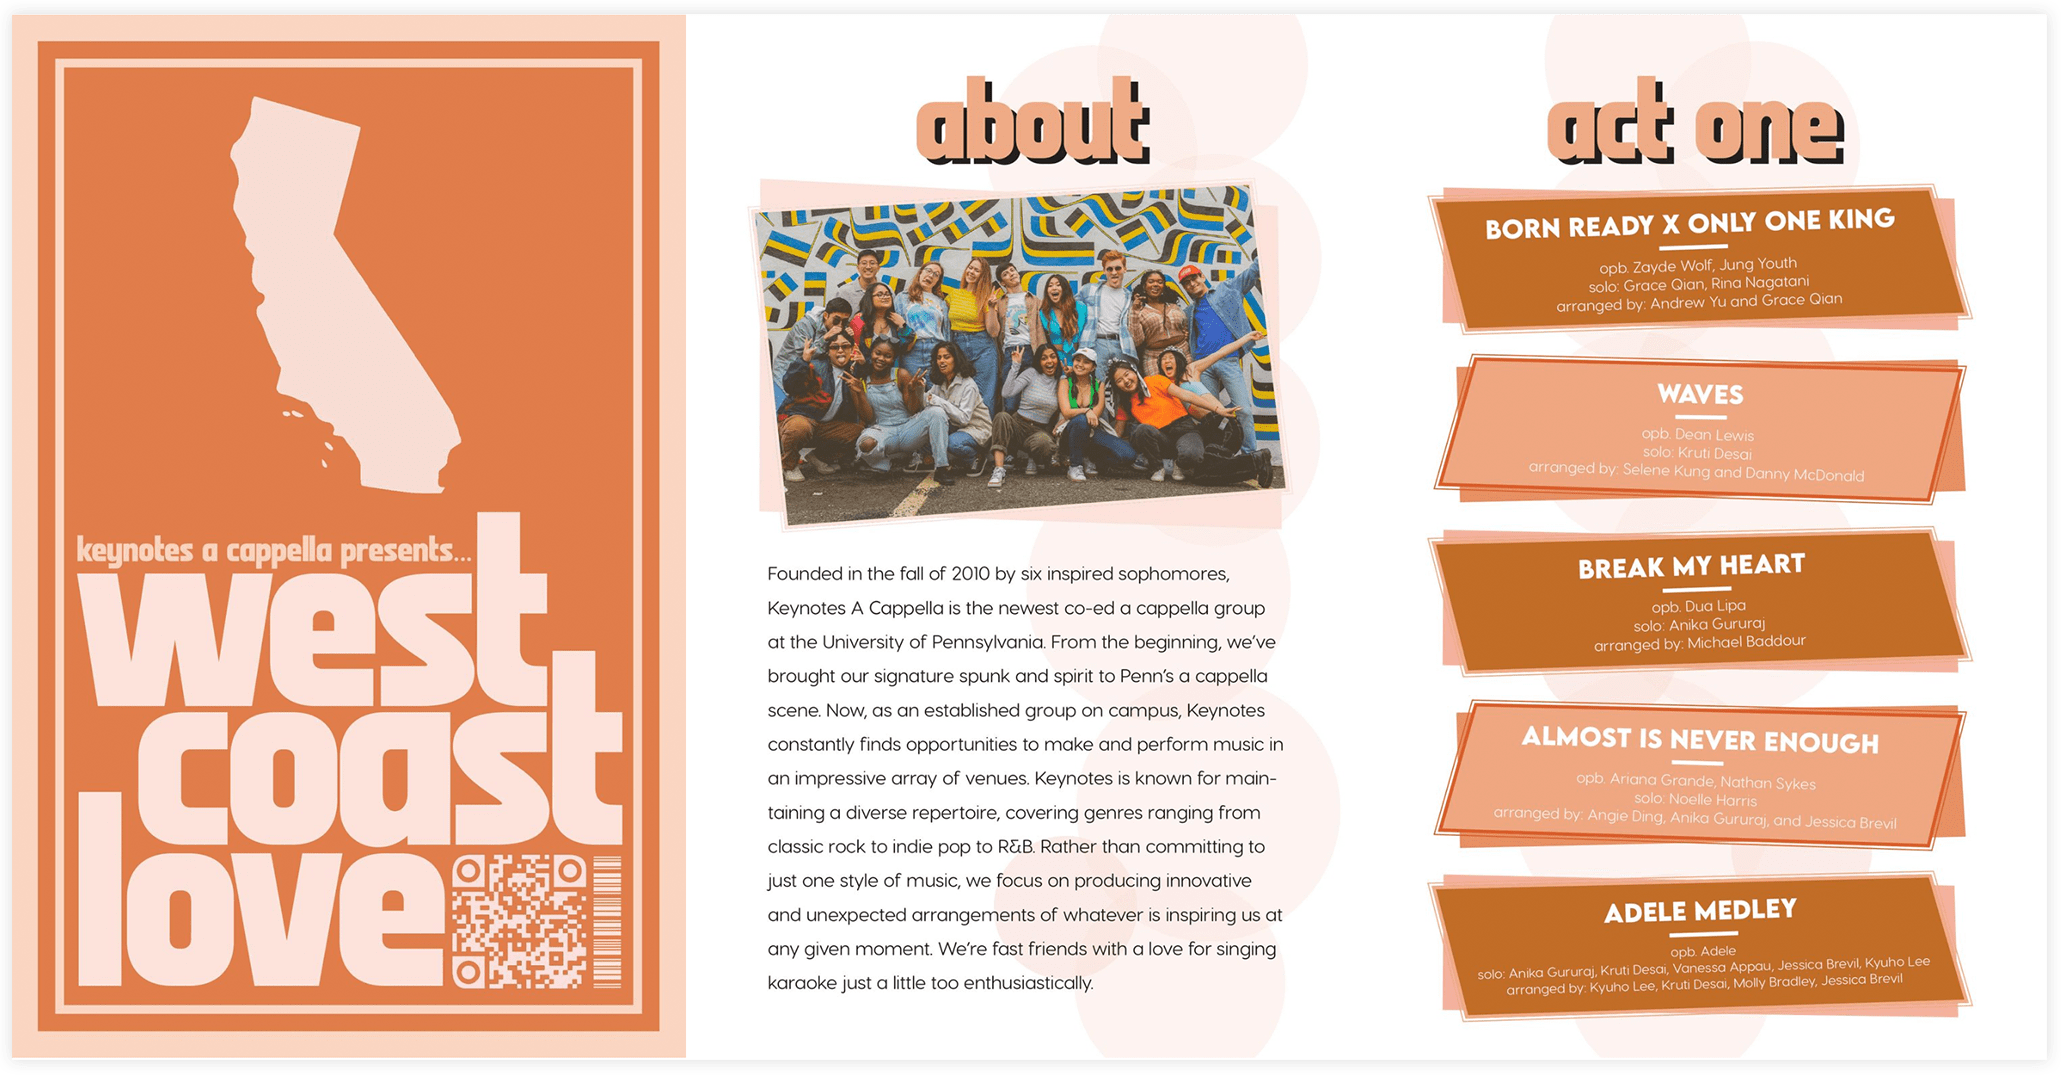 keynotes a cappella presents...
west
coast
love
about
Founded in the fall of 2010 by six inspired sophomores,
Keynotes A Cappella is the newest co-ed a cappella group
at the University of Pennsylvania. From the beginning, we've
brought our signature spunk and spirit to Penn's a cappella
scene. Now, as an established group on campus, Keynotes
constantly finds opportunities to make and perform music in
an impressive array of venues. Keynotes is known for main-
taining a diverse repertoire, covering genres ranging from
classic rock to indie pop to R&B. Rather than committing to
just one style of music, we focus on producing innovative
and unexpected arrangements of whatever is inspiring us at
any given moment. We're fast friends with a love for singing
karaoke just a little too enthusiastically.
act one
BORN READY X ONLY ONE KING
opb. Zayde Wolf, Jung Youth
solo: Grace Qian, Rina Nagatani
arranged by: Andrew Yu and Grace Qian
WAVES
opb. Dean Lewis
solo: Kruti Desai
arranged by: Selene Kung and Danny McDonald
BREAK MY HEART
opb. Dua Lipa
solo: Anika Gururaj
arranged by: Michael Baddour
ALMOST IS NEVER ENOUGH
opb. Ariana Grande, Nathan Sykes
solo: Noelle Harris
arranged by: Angie Ding, Anika Gururaj, and Jessica Brevil
ADELE MEDLEY
opb. Adele
solo: Anika Gururaj, Kruti Desai, Vanessa Appau, Jessica Brevil, Kyuho Lee
arranged by: Kyuho Lee, Kruti Desai, Molly Bradley, Jessica Brevil